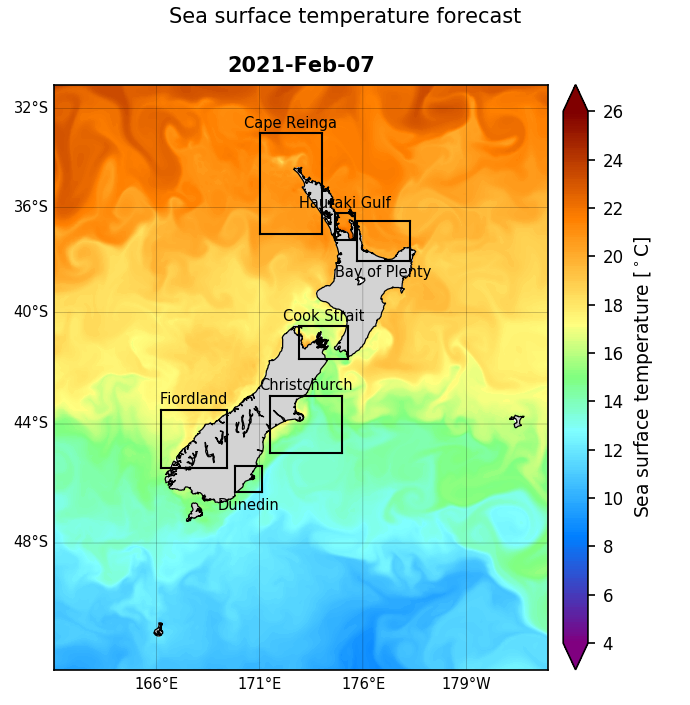 Sea surface temperature forecast
2021-Feb-07
32°S
36°S
40°S
44°S
48°S
Cape Reinga
Hauraki Gulf
Bay of Plenty
Cook Strait
Christchurch
Fiordland
Dunedin
166°E
171°E
176°E
179°W
26
24
22
20
18
16
14
12
10
8
6
4
Sea surface temperature [°C]